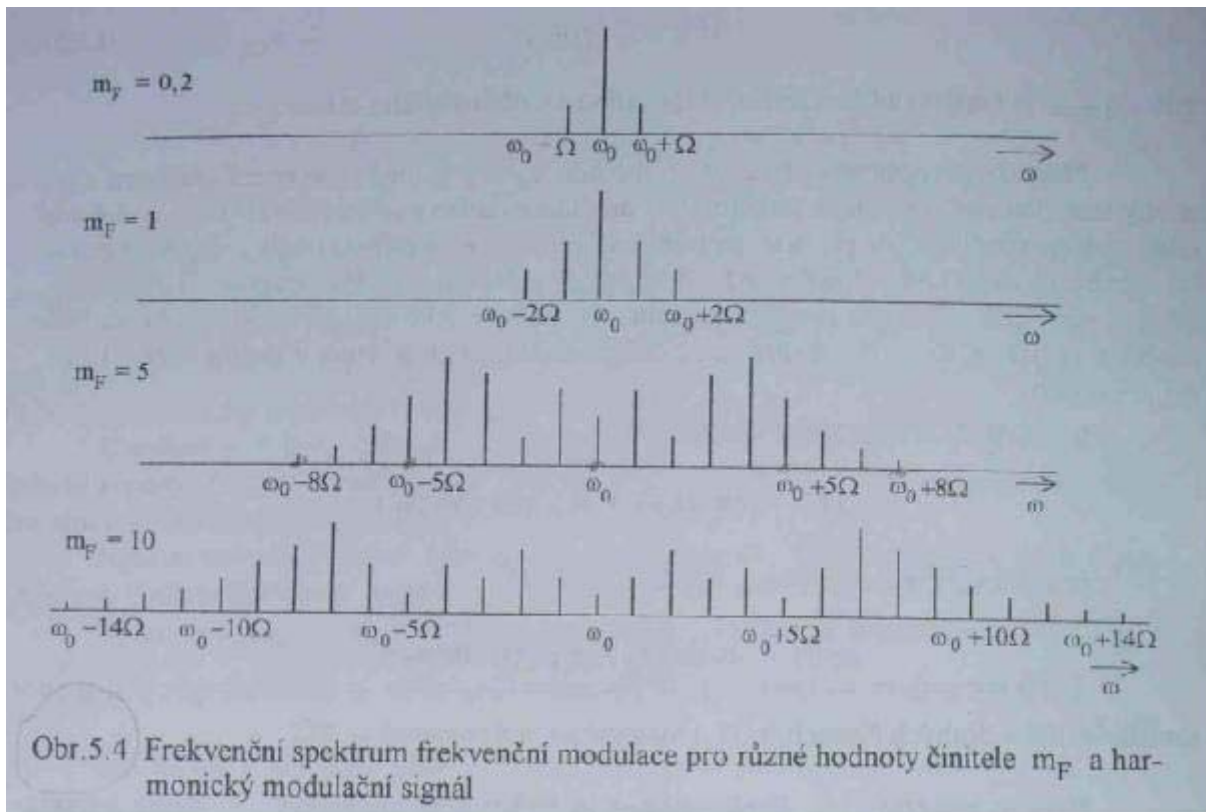 m_F = 0,2
ω₀ − Ω ω₀ ω₀+Ω
ω
m_F = 1
ω₀−2Ω ω₀ ω₀+2Ω
ω
m_F = 5
ω₀−8Ω ω₀−5Ω ω₀ ω₀+5Ω ω₀+8Ω
ω
m_F = 10
ω₀−14Ω ω₀−10Ω ω₀−5Ω ω₀ ω₀+5Ω ω₀+10Ω ω₀+14Ω
ω
Obr.5.4 Frekvenční spektrum frekvenční modulace pro různé hodnoty činitele m_F a har-
monický modulační signál